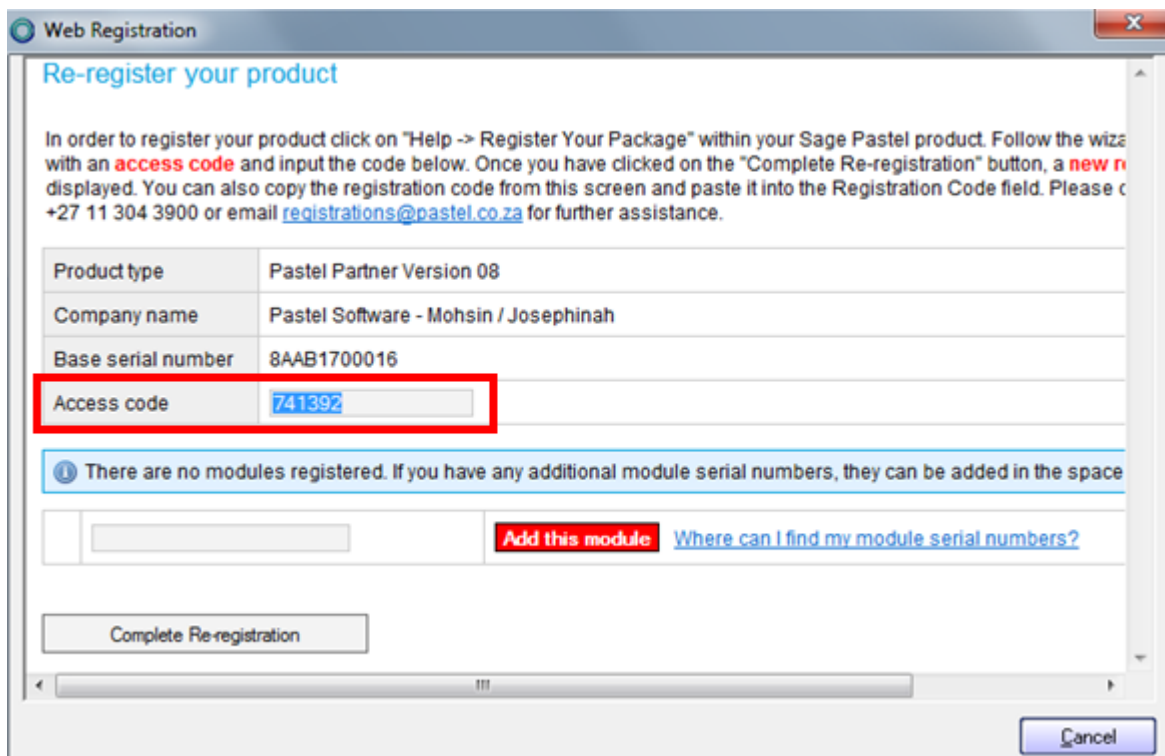 Web Registration
Re-register your product
In order to register your product click on "Help -> Register Your Package" within your Sage Pastel product. Follow the
with an access code and input the code below. Once you have clicked on the "Complete Re-registration" button, a new
displayed. You can also copy the registration code from this screen and paste it into the Registration Code field. Please
+27 11 304 3900 or email registrations@pastel.co.za for further assistance.
Product type Pastel Partner Version 08
Company name Pastel Software - Mohsin / Josephinah
Base serial number 8AAB1700016
Access code 741392
There are no modules registered. If you have any additional module serial numbers, they can be added in the space
Add this module Where can I find my module serial numbers?
Complete Re-registration
Cancel